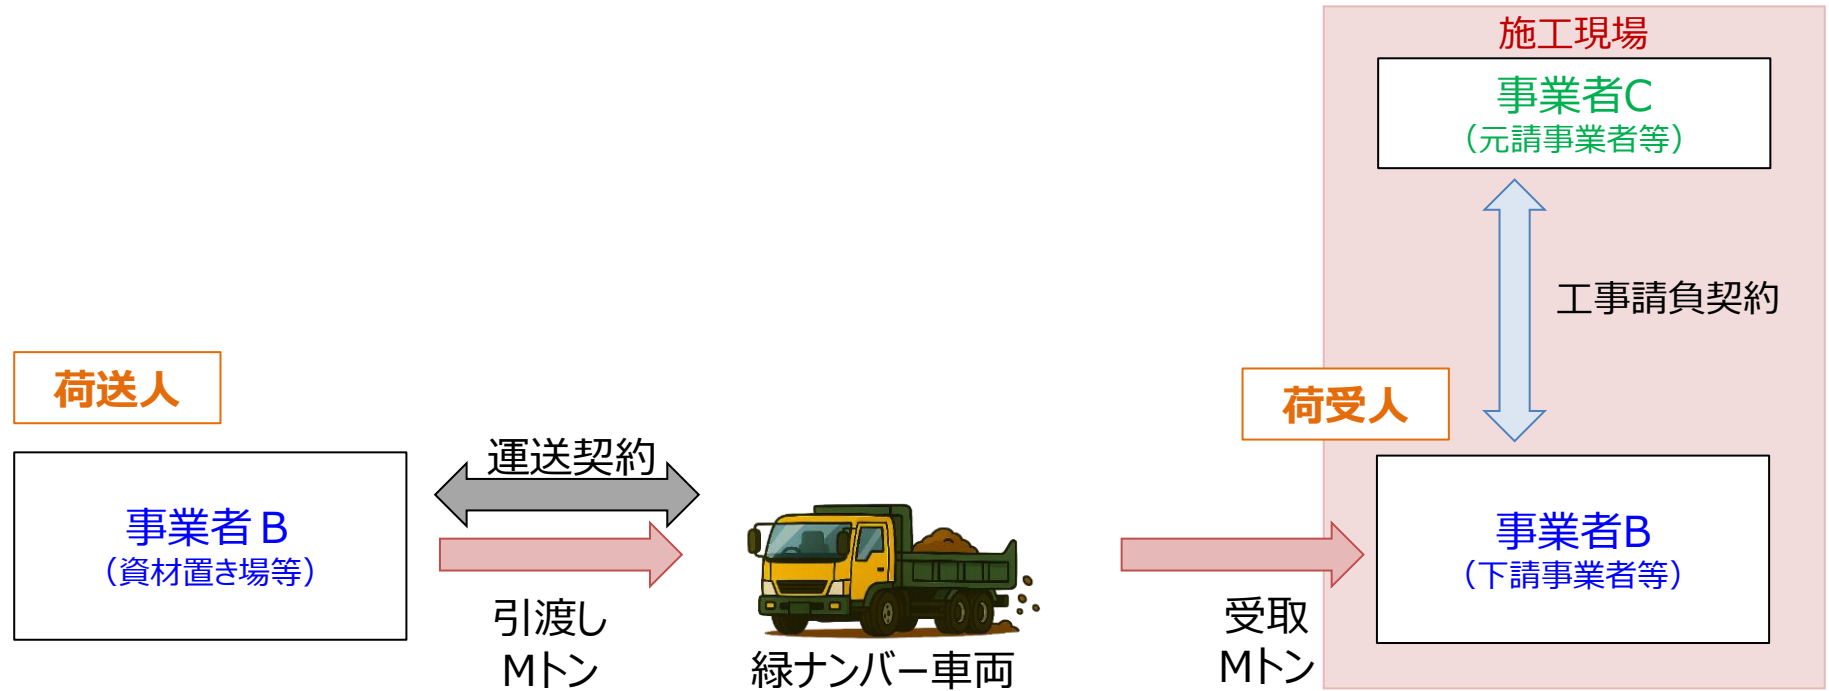 施工現場
事業者C
（元請事業者等）
工事請負契約
荷送人
荷受人
運送契約
事業者Ｂ
（資材置き場等）
事業者B
（下請事業者等）
引渡し
Mトン
緑ナンバー車両
受取
Mトン